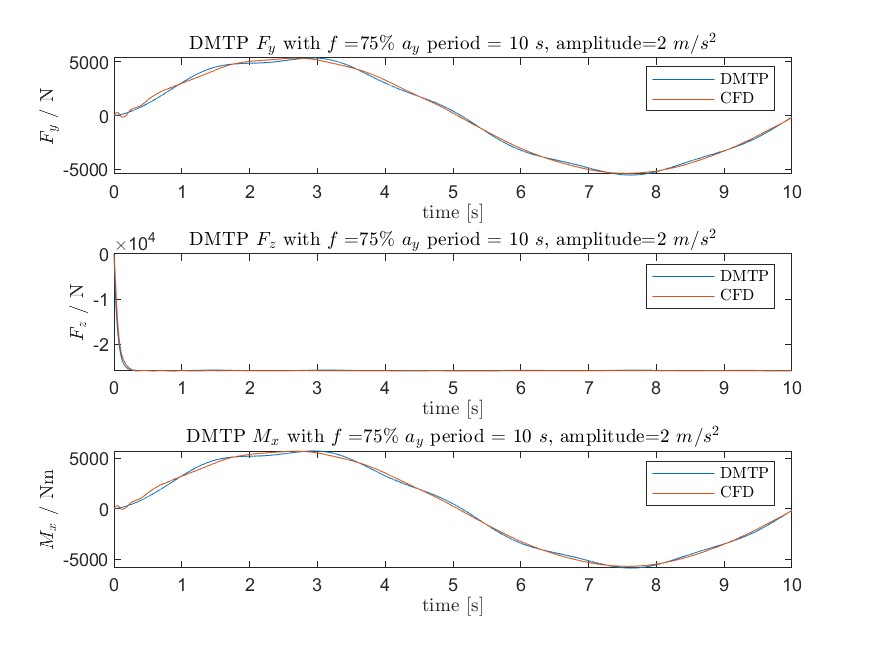 DMTP F_y with f =75% a_y period = 10 s, amplitude=2 m/s^2
5000
0
-5000
F_y / N
DMTP
CFD
0 1 2 3 4 5 6 7 8 9 10
time [s]
DMTP F_z with f =75% a_y period = 10 s, amplitude=2 m/s^2
×10^4
0
-1
-2
F_z / N
DMTP
CFD
0 1 2 3 4 5 6 7 8 9 10
time [s]
DMTP M_x with f =75% a_y period = 10 s, amplitude=2 m/s^2
5000
0
-5000
M_x / Nm
DMTP
CFD
0 1 2 3 4 5 6 7 8 9 10
time [s]